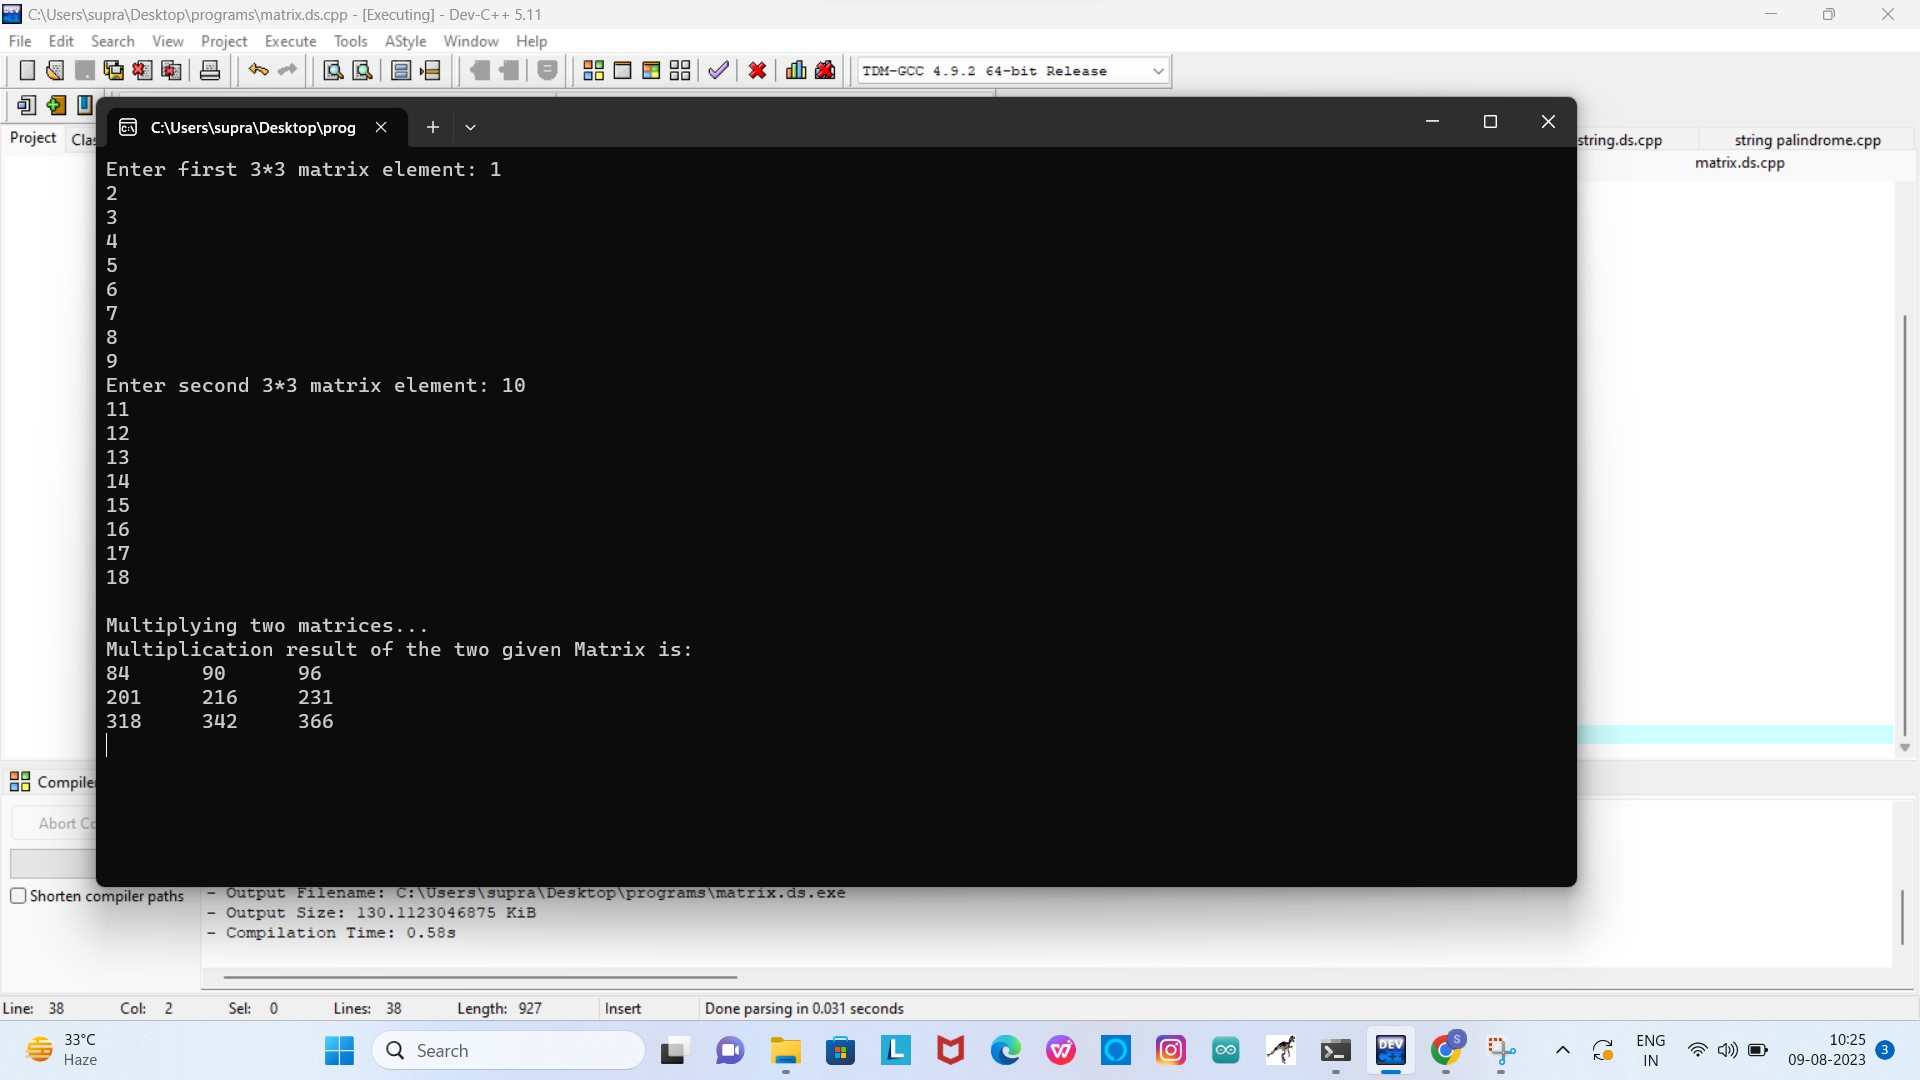 C:\Users\supra\Desktop\programs\matrix.ds.cpp - [Executing] - Dev-C++ 5.11
File Edit Search View Project Execute Tools AStyle Window Help
TDM-GCC 4.9.2 64-bit Release
C:\Users\supra\Desktop\prog
Project Clas
string.ds.cpp string palindrome.cpp
matrix.ds.cpp
Enter first 3*3 matrix element: 1
2
3
4
5
6
7
8
9
Enter second 3*3 matrix element: 10
11
12
13
14
15
16
17
18
Multiplying two matrices...
Multiplication result of the two given Matrix is:
84 90 96
201 216 231
318 342 366
Compiler
Abort Co
Shorten compiler paths
- Output Filename: C:\Users\supra\Desktop\programs\matrix.ds.exe
- Output Size: 130.1123046875 KiB
- Compilation Time: 0.58s
Line: 38 Col: 2 Sel: 0 Lines: 38 Length: 927 Insert Done parsing in 0.031 seconds
33°C
Haze
Search
DEV
S
ENG
IN
10:25
09-08-2023
3